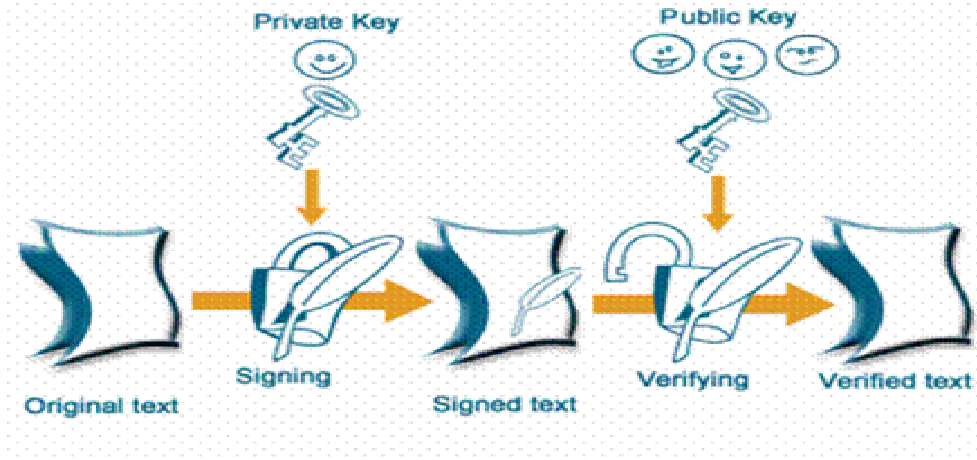 Private Key
Public Key
Signing
Verifying
Verified text
Original text
Signed text